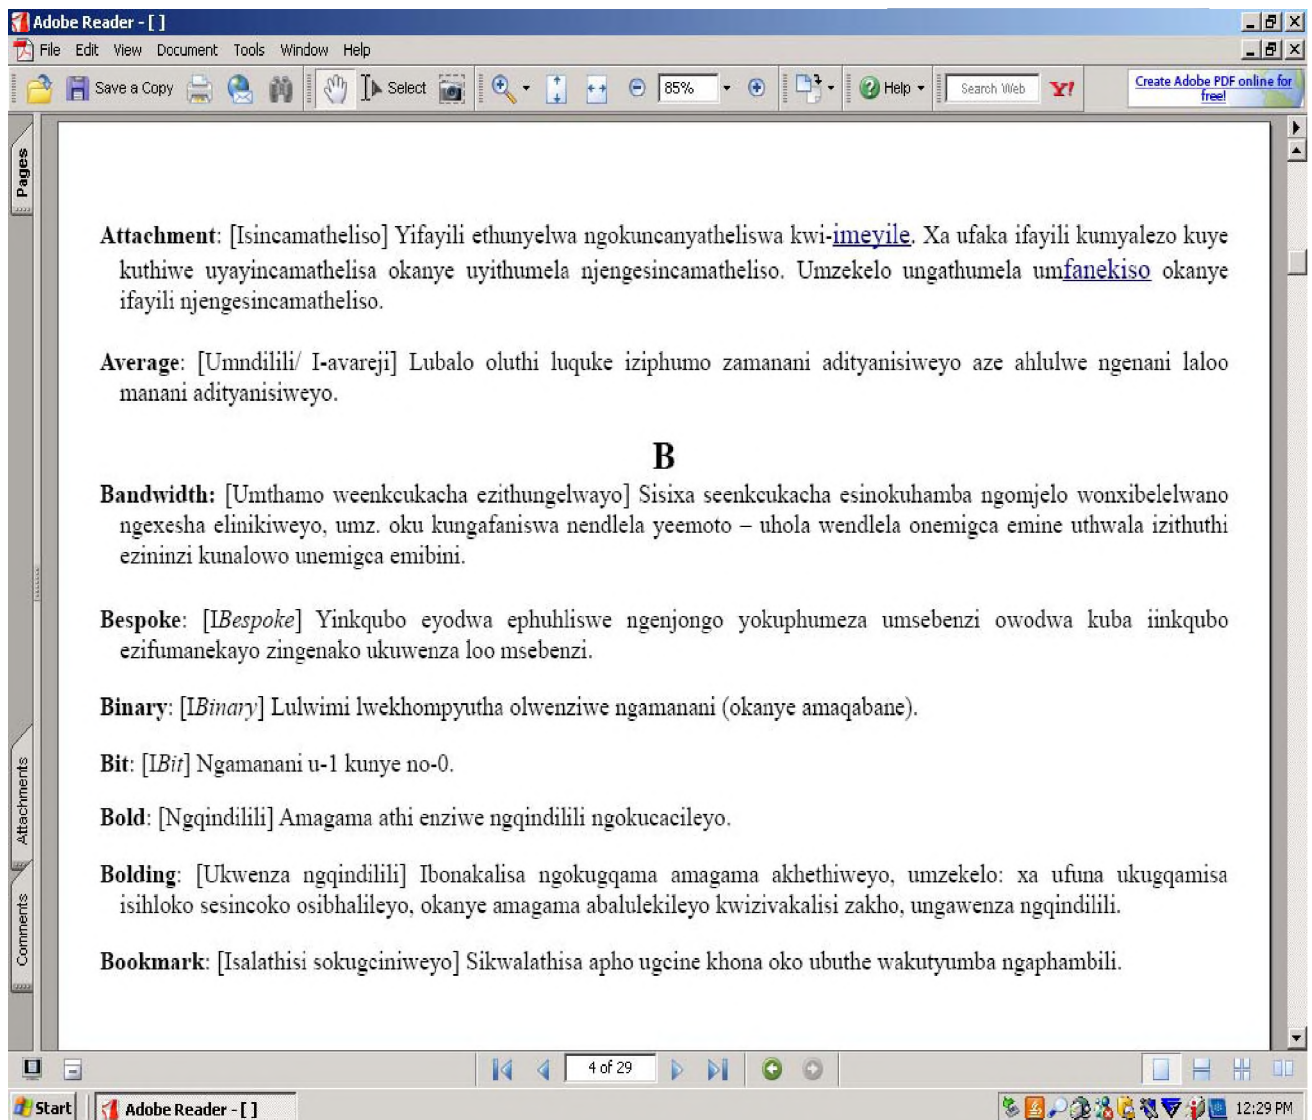 Adobe Reader - [ ]
File Edit View Document Tools Window Help
Save a Copy Select 85% Help Search Web Y! Create Adobe PDF online for
free!
Pages
Attachment: [Isincamatheliso] Yifayili ethunyelwa ngokuncanyatheliswa kwi-imeyile. Xa ufaka ifayili kumyalezo kuye
kuthiwe uyayincamathelisa okanye uyithumela njengesincamatheliso. Umzekelo ungathumela umfanekiso okanye
ifayili njengesincamatheliso.
Average: [Umndilili/ I-avareji] Lubalo oluthi luquke iziphumo zamanani adityanisiweyo aze ahlulwe ngenani laloo
manani adityanisiweyo.
B
Bandwidth: [Umthamo weenkcukacha ezithungelwayo] Sisixa seenkcukacha esinokuhamba ngomjelo wonxibelelwano
ngexesha elinikiweyo, umz. oku kungafaniswa nendlela yeemoto – uhola wendlela onemigca emine uthwala izithuthi
ezininzi kunalowo unemigca emibini.
Bespoke: [IBespoke] Yinkqubo eyodwa ephuhliswe ngenjongo yokuphumeza umsebenzi owodwa kuba iinkqubo
ezifumanekayo zingenako ukuwenza loo msebenzi.
Binary: [IBinary] Lulwimi lwekhompyutha olwenziwe ngamanani (okanye amaqabane).
Bit: [IBit] Ngamanani u-1 kunye no-0.
Bold: [Ngqindilili] Amagama athi enziwe ngqindilili ngokucacileyo.
Bolding: [Ukwenza ngqindilili] Ibonakalisa ngokugqama amagama akhethiweyo, umzekelo: xa ufuna ukugqamisa
isihloko sesincoko osibhalileyo, okanye amagama abalulekileyo kwizivakalisi zakho, ungawenza ngqindilili.
Bookmark: [Isalathisi sokugciniweyo] Sikwalathisa apho ugcine khona oko ubuthe wakutyumba ngaphambili.
Attachments
Comments
4 of 29
Start Adobe Reader - [ ] 12:29 PM